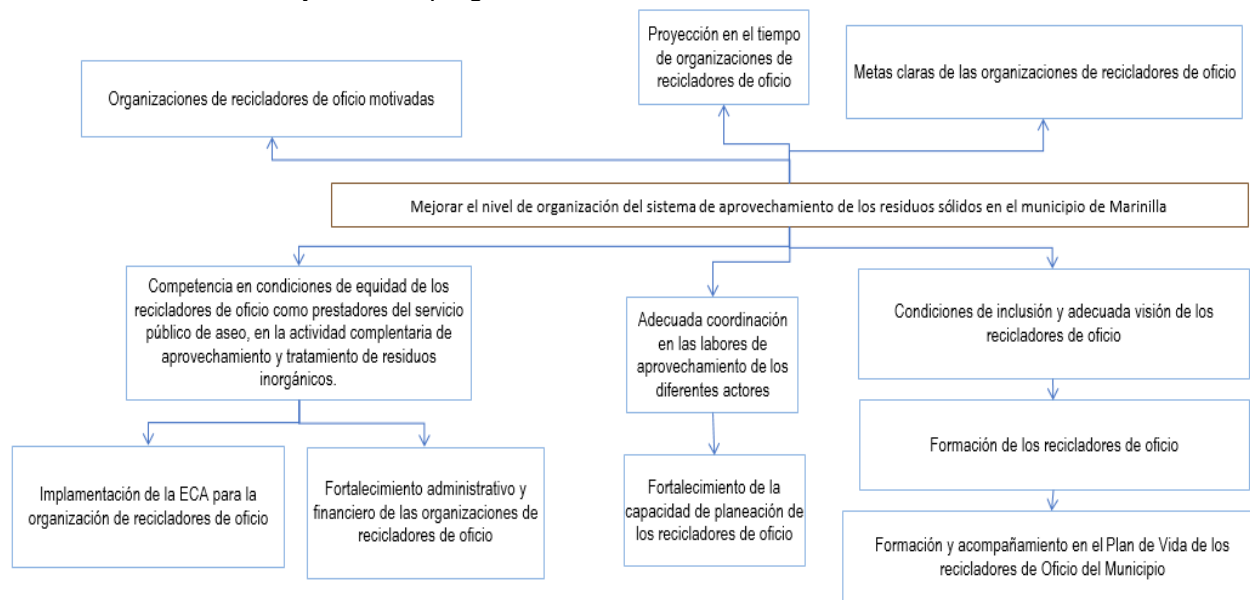 Proyección en el tiempo
de organizaciones de
recicladores de oficio
Metas claras de las organizaciones de recicladores de oficio
Organizaciones de recicladores de oficio motivadas
Mejorar el nivel de organización del sistema de aprovechamiento de los residuos sólidos en el municipio de Marinilla
Competencia en condiciones de equidad de los
recicladores de oficio como prestadores del servicio
público de aseo, en la actividad complentaria de
aprovechamiento y tratamiento de residuos
inorgánicos.
Adecuada coordinación
en las labores de
aprovechamiento de los
diferentes actores
Condiciones de inclusión y adecuada visión de los
recicladores de oficio
Formación de los recicladores de oficio
Implamentación de la ECA para la
organización de recicladores de oficio
Fortalecimiento administrativo y
financiero de las organizaciones de
recicladores de oficio
Fortalecimiento de la
capacidad de planeación de
los recicladores de oficio
Formación y acompañamiento en el Plan de Vida de los
recicladores de Oficio del Municipio